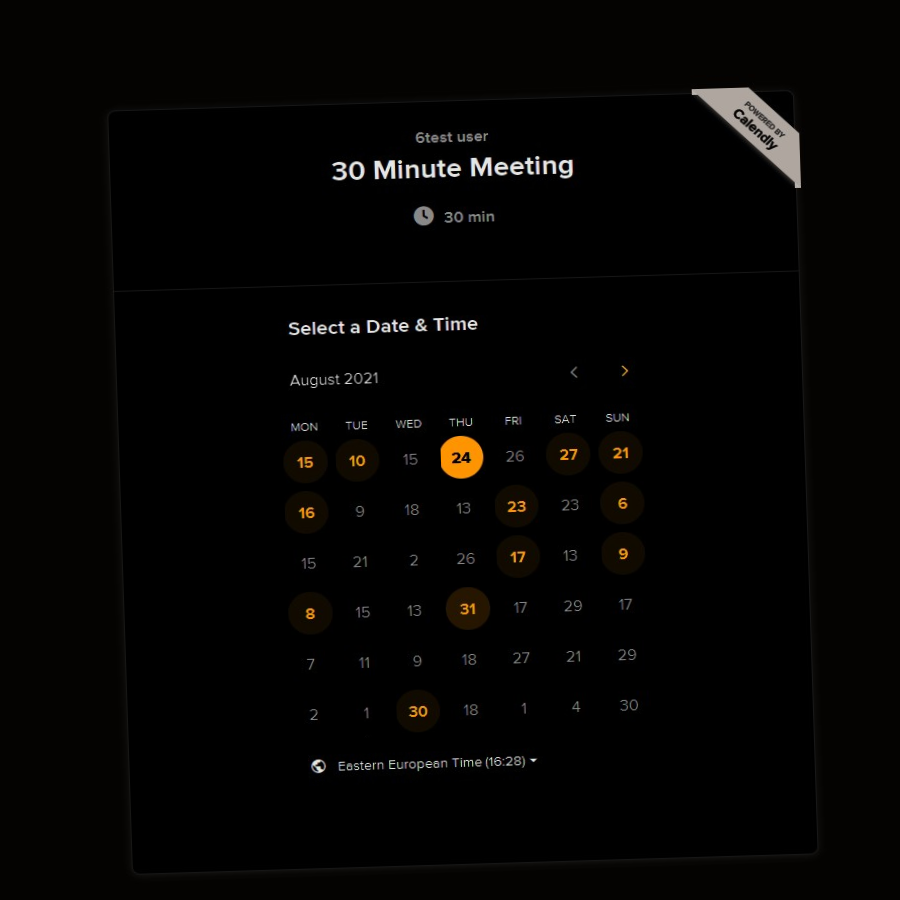 POWERED BY
Calendly
6test user
30 Minute Meeting
30 min
Select a Date & Time
August 2021
MON TUE WED THU FRI SAT SUN
15 10 15 24 26 27 21
16 9 18 13 23 23 6
15 21 2 26 17 13 9
8 15 13 31 17 29 17
7 11 9 18 27 21 29
2 1 30 18 1 4 30
Eastern European Time (16:28)